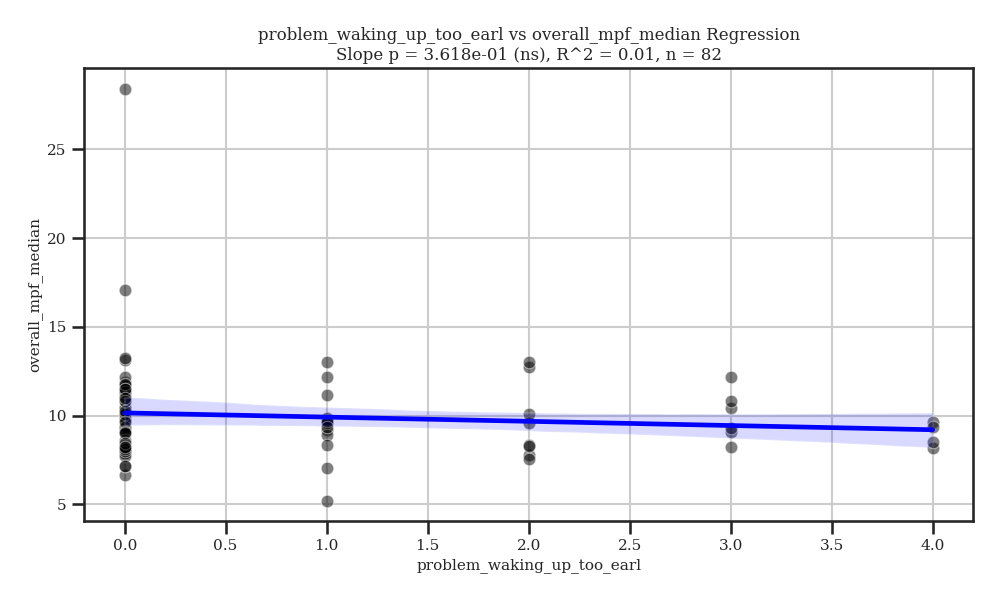 problem_waking_up_too_earl vs overall_mpf_median Regression
Slope p = 3.618e-01 (ns), R^2 = 0.01, n = 82
overall_mpf_median
25
20
15
10
5
0.0 0.5 1.0 1.5 2.0 2.5 3.0 3.5 4.0
problem_waking_up_too_earl